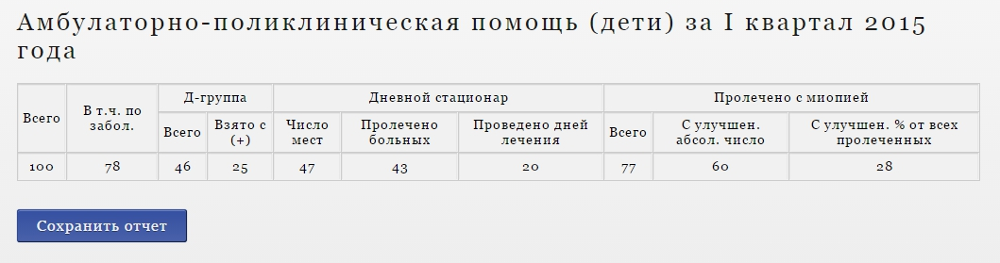 Амбулаторно-поликлиническая помощь (дети) за I квартал 2015
года
Всего
В т.ч. по
забол.
Д-группа
Дневной стационар
Пролечено с миопией
Всего
Взято с
(+)
Число
мест
Пролечено
больных
Проведено дней
лечения
Всего
С улучшен.
абсол. число
С улучшен. % от всех
пролеченных
100 78 46 25 47 43 20 77 60 28
Сохранить отчет